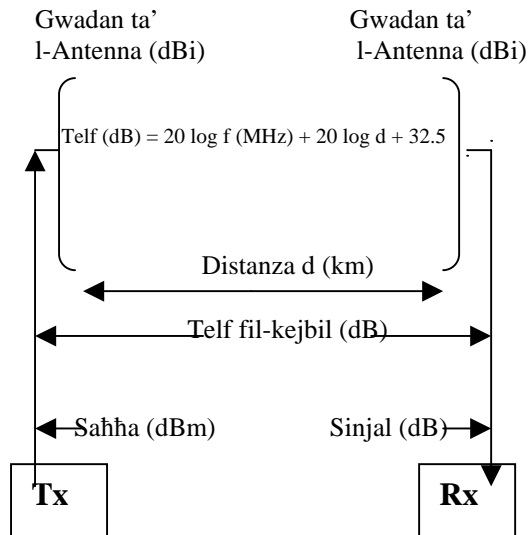 Gwadan ta'
l-Antenna (dBi)
Gwadan ta'
l-Antenna (dBi)
Telf (dB) = 20 log f (MHz) + 20 log d + 32.5
Distanza d (km)
Telf fil-kejbil (dB)
Saħħa (dBm)
Sinjal (dB)
Tx
Rx